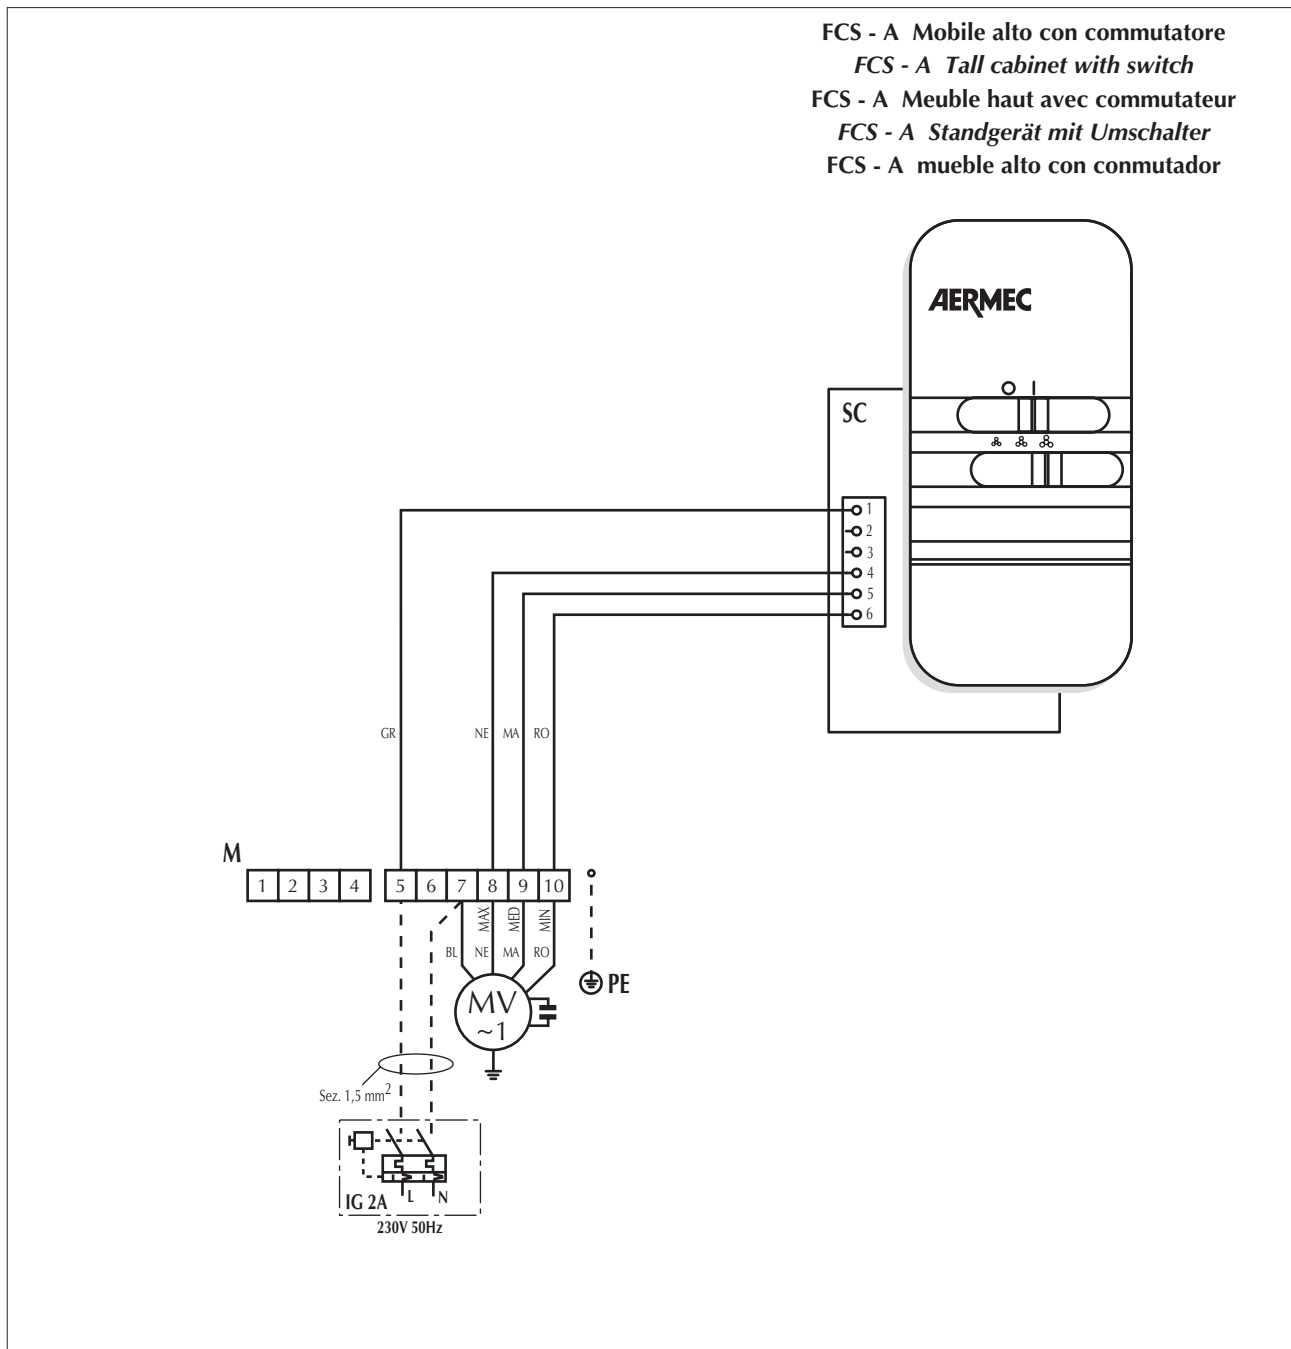 FCS - A Mobile alto con commutatore
FCS - A Tall cabinet with switch
FCS - A Meuble haut avec commutateur
FCS - A Standgerät mit Umschalter
FCS - A mueble alto con conmutador
AERMEC
SC
1
2
3
4
5
6
GR NE MA RO
M
1 2 3 4 5 6 7 8 9 10
MAX MED MIN
BL NE MA RO
PE
MV
~1
Sez. 1,5 mm²
L N
IG 2A
230V 50Hz